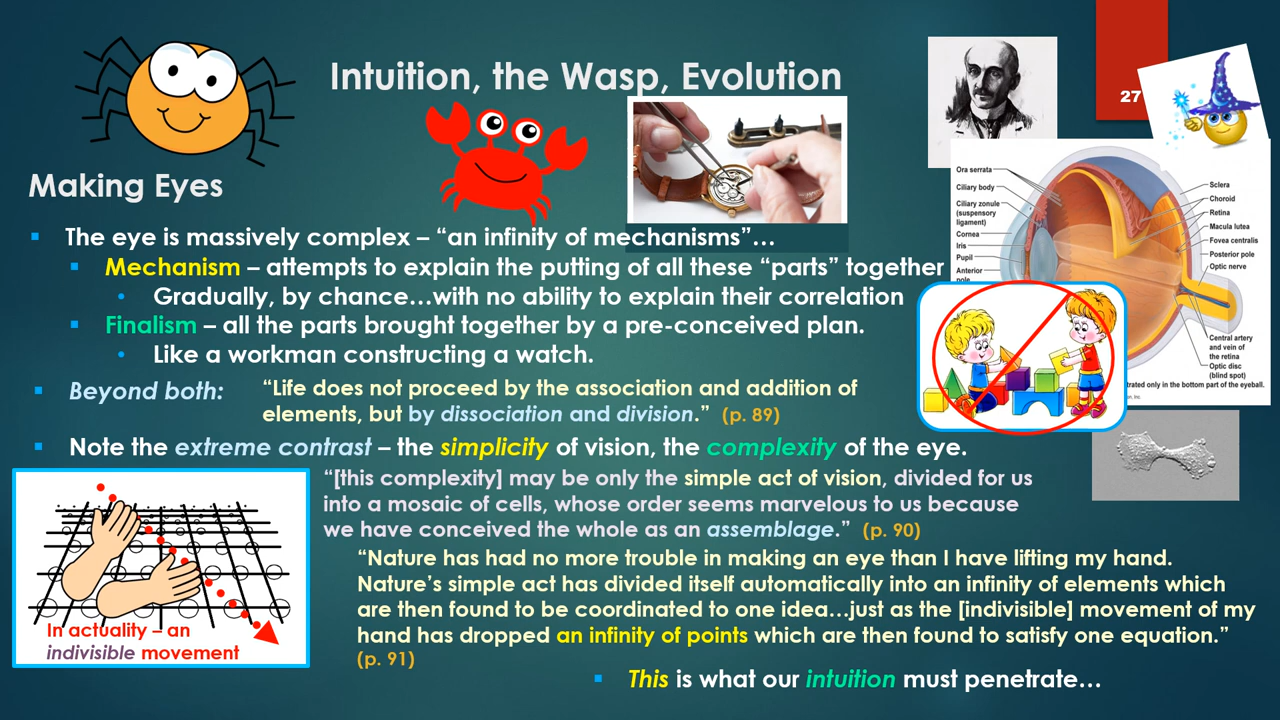 Intuition, the Wasp, Evolution
27
Making Eyes
▪ The eye is massively complex – “an infinity of mechanisms”…
▪ Mechanism – attempts to explain the putting of all these “parts” together
• Gradually, by chance…with no ability to explain their correlation
▪ Finalism – all the parts brought together by a pre-conceived plan.
• Like a workman constructing a watch.
▪ Beyond both: “Life does not proceed by the association and addition of
elements, but by dissociation and division.” (p. 89)
▪ Note the extreme contrast – the simplicity of vision, the complexity of the eye.
“[this complexity] may be only the simple act of vision, divided for us
into a mosaic of cells, whose order seems marvelous to us because
we have conceived the whole as an assemblage.” (p. 90)
“Nature has had no more trouble in making an eye than I have lifting my hand.
Nature’s simple act has divided itself automatically into an infinity of elements which
are then found to be coordinated to one idea…just as the [indivisible] movement of my
hand has dropped an infinity of points which are then found to satisfy one equation.”
(p. 91)
▪ This is what our intuition must penetrate…
In actuality – an
indivisible movement
Ora serrata
Ciliary body
Ciliary zonule
(suspensory
ligament)
Cornea
Iris
Pupil
Anterior
pole
Sclera
Choroid
Retina
Macula lutea
Fovea centralis
Posterior pole
Optic nerve
Central artery
and vein of
the retina
Optic disc
(blind spot)
trated only in the bottom part of the eyeball.